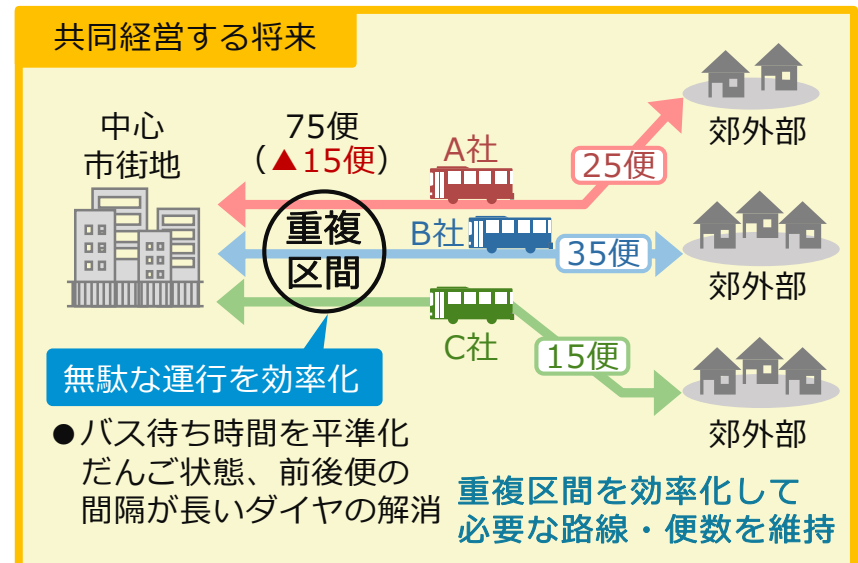 共同経営する将来
中心
市街地
75便
（▲15便）
A社
25便
郊外部
重複
区間
B社
35便
郊外部
C社
15便
郊外部
無駄な運行を効率化
●バス待ち時間を平準化
だんご状態、前後便の
間隔が長いダイヤの解消
重複区間を効率化して
必要な路線・便数を維持